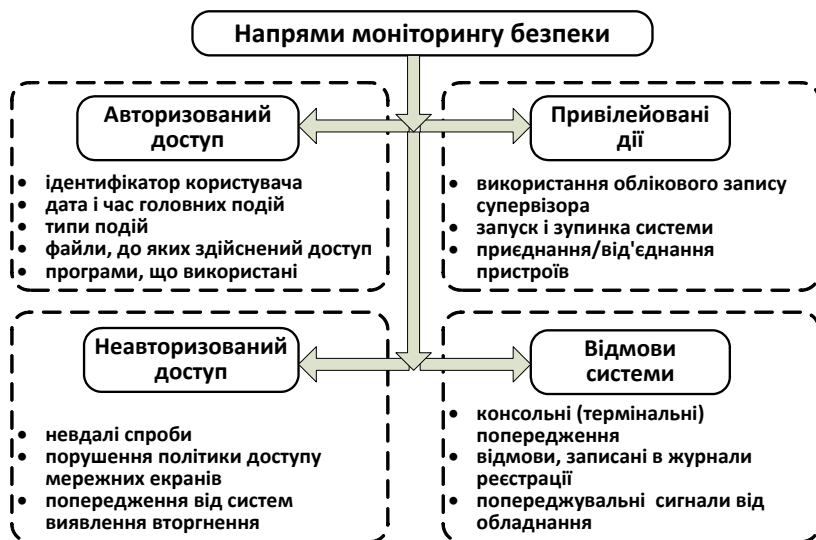 Напрями моніторингу безпеки
Авторизований
доступ
• ідентифікатор користувача
• дата і час головних подій
• типи подій
• файли, до яких здійснений доступ
• програми, що використані
Привілейовані
дії
• використання облікового запису
супервізора
• запуск і зупинка системи
• приєднання/від'єднання
пристроїв
Неавторизований
доступ
• невдалі спроби
• порушення політики доступу
мережних екранів
• попередження від систем
виявлення вторгнення
Відмови
системи
• консольні (термінальні)
попередження
• відмови, записані в журнали
реєстрації
• попереджувальні сигнали від
обладнання